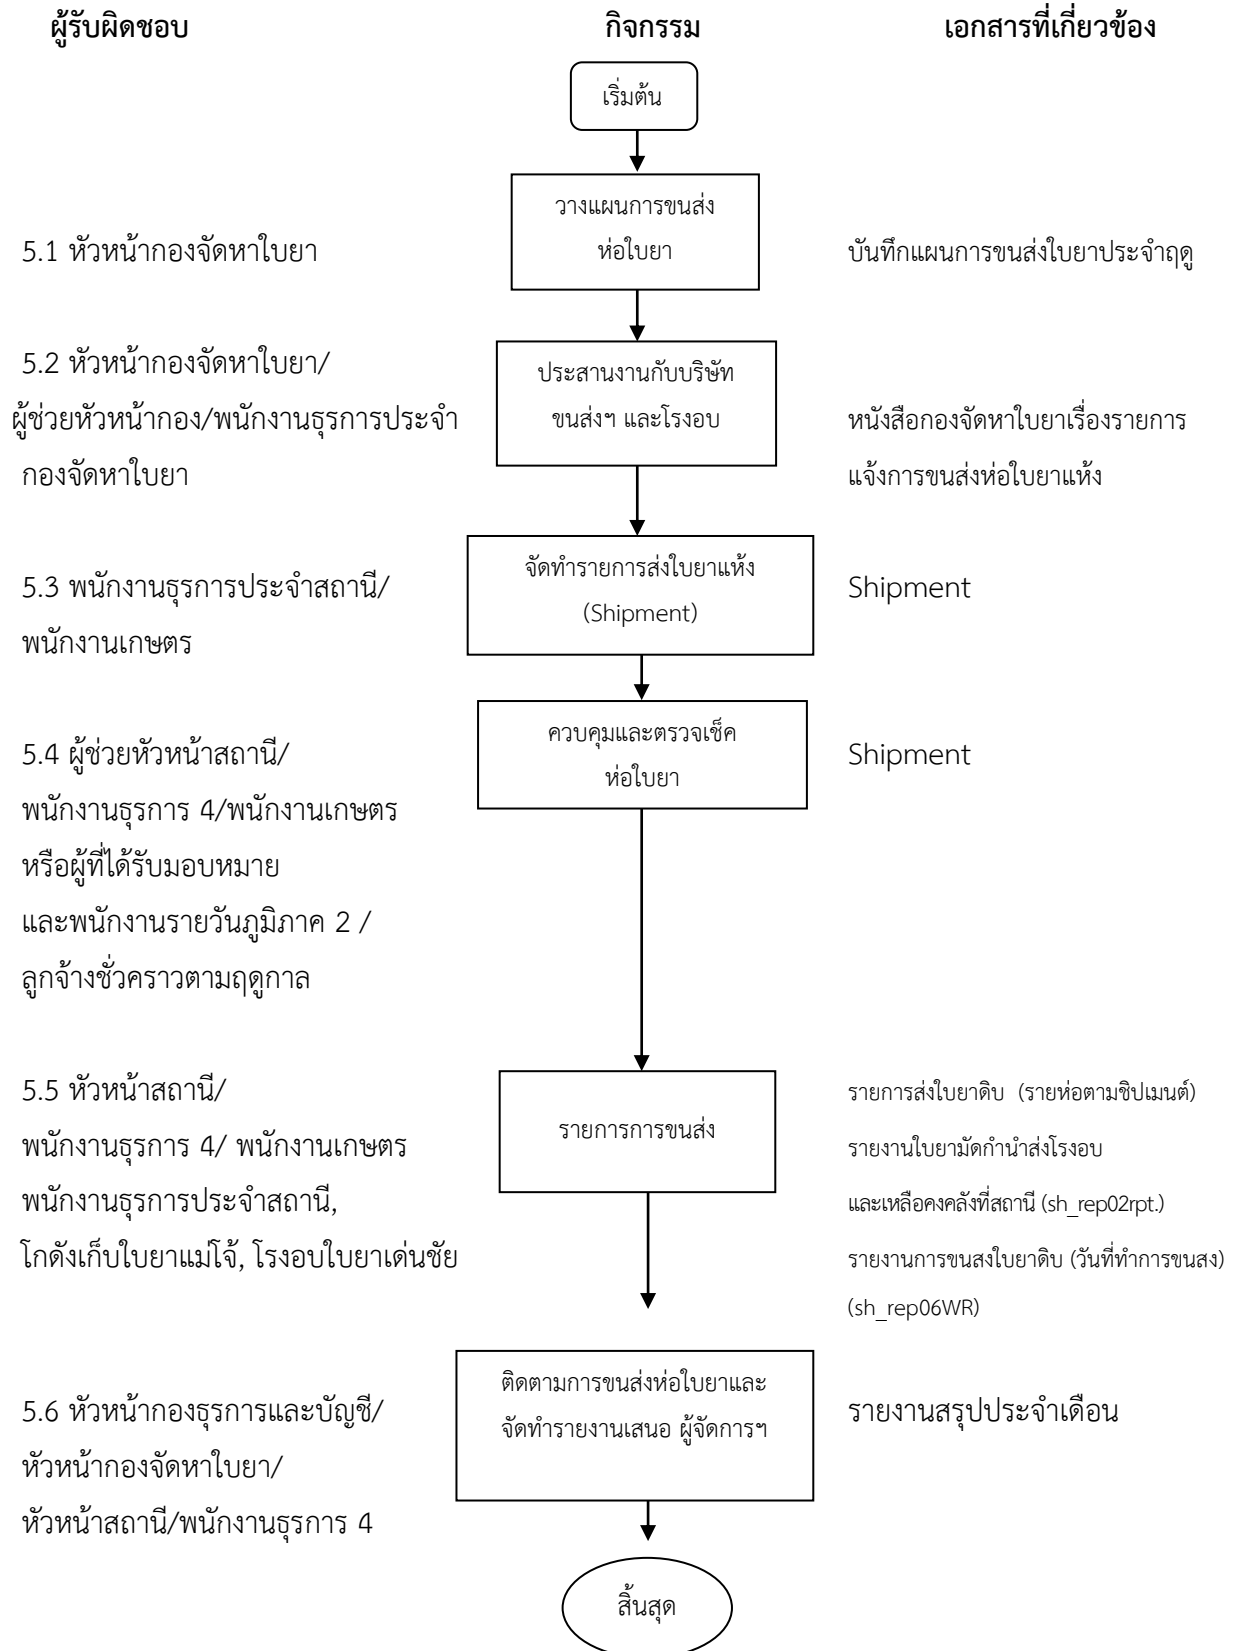 ผู้รับผิดชอบ กิจกรรม เอกสารที่เกี่ยวข้อง
เริ่มต้น
วางแผนการขนส่ง
ห่อใบยา
5.1 หัวหน้ากองจัดหาใบยา
บันทึกแผนการขนส่งใบยาประจำฤดู
5.2 หัวหน้ากองจัดหาใบยา/
ผู้ช่วยหัวหน้ากอง/พนักงานธุรการประจำ
กองจัดหาใบยา
ประสานงานกับบริษัท
ขนส่งฯ และโรงอบ
หนังสือกองจัดหาใบยาเรื่องรายการ
แจ้งการขนส่งห่อใบยาแห้ง
5.3 พนักงานธุรการประจำสถานี/
พนักงานเกษตร
จัดทำรายการส่งใบยาแห้ง
(Shipment)
Shipment
5.4 ผู้ช่วยหัวหน้าสถานี/
พนักงานธุรการ 4/พนักงานเกษตร
หรือผู้ที่ได้รับมอบหมาย
และพนักงานรายวันภูมิภาค 2 /
ลูกจ้างชั่วคราวตามฤดูกาล
ควบคุมและตรวจเช็ค
ห่อใบยา
Shipment
5.5 หัวหน้าสถานี/
พนักงานธุรการ 4/ พนักงานเกษตร
พนักงานธุรการประจำสถานี,
โกดังเก็บใบยาแม่โจ้, โรงอบใบยาเด่นชัย
รายการการขนส่ง
รายการส่งใบยาดิบ (รายห่อตามชิปเมนต์)
รายงานใบยามัดกำนำส่งโรงอบ
และเหลือคงคลังที่สถานี (sh_rep02rpt.)
รายงานการขนสงใบยาดิบ (วันที่ทำการขนสง)
(sh_rep06WR)
5.6 หัวหน้ากองธุรการและบัญชี/
หัวหน้ากองจัดหาใบยา/
หัวหน้าสถานี/พนักงานธุรการ 4
ติดตามการขนส่งห่อใบยาและ
จัดทำรายงานเสนอ ผู้จัดการฯ
รายงานสรุปประจำเดือน
สิ้นสุด